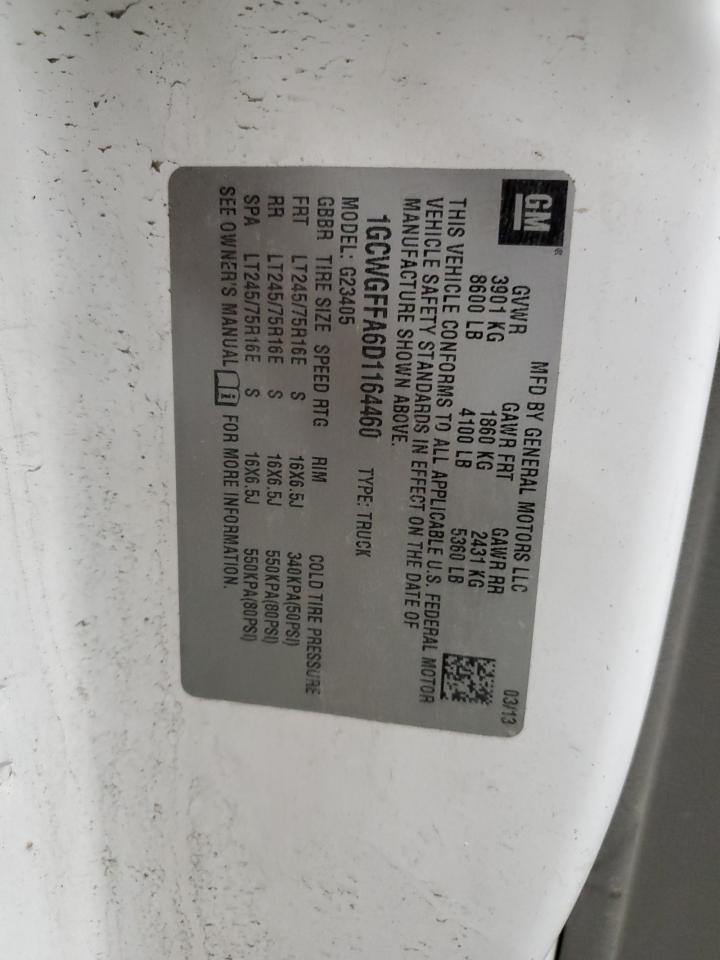 GM®
MFD BY GENERAL MOTORS LLC 03/13
GVWR GAWR FRT GAWR RR
3901 KG 1860 KG 2431 KG
8600 LB 4100 LB 5360 LB
THIS VEHICLE CONFORMS TO ALL APPLICABLE U.S. FEDERAL MOTOR
VEHICLE SAFETY STANDARDS IN EFFECT ON THE DATE OF
MANUFACTURE SHOWN ABOVE.
1GCWGFFA6D1164460 TYPE: TRUCK
MODEL: G23405
GBBR TIRE SIZE SPEED RTG RIM COLD TIRE PRESSURE
FRT LT245/75R16E S 16X6.5J 340KPA(50PSI)
RR LT245/75R16E S 16X6.5J 550KPA(80PSI)
SPA LT245/75R16E S 16X6.5J 550KPA(80PSI)
SEE OWNER'S MANUAL i FOR MORE INFORMATION.